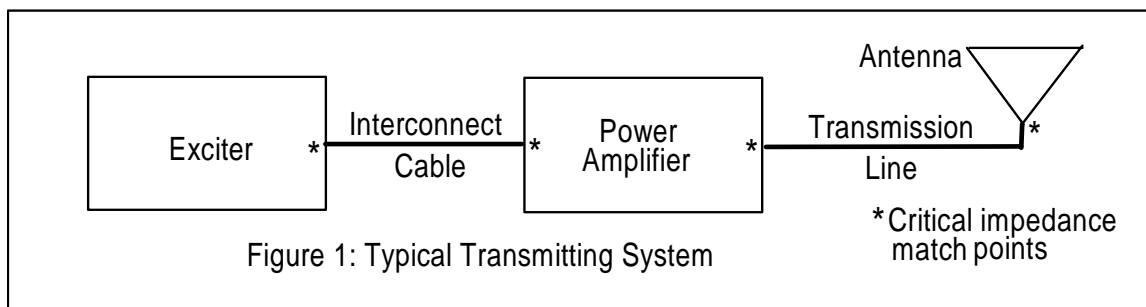 Antenna
Exciter
*
Interconnect
Cable
*
Power
Amplifier
*
Transmission
Line
*
*Critical impedance
match points
Figure 1: Typical Transmitting System